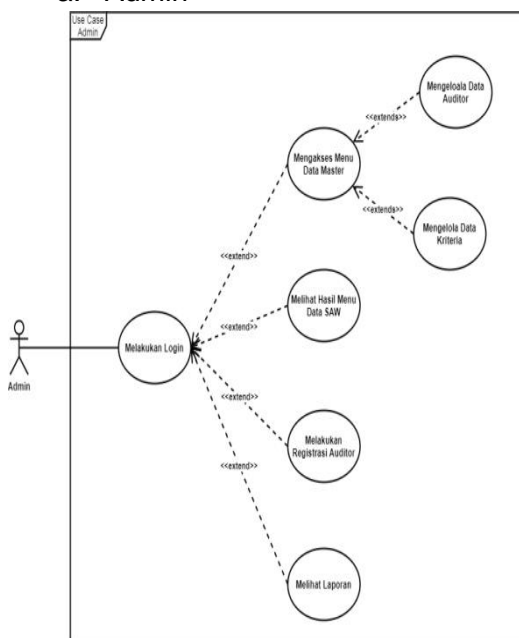 a. Admin
Use Case
Admin
Mengeloala Data
Auditor
<<extends>>
Mengakses Menu
Data Master
<<extends>>
Mengelola Data
Kriteria
<<extend>>
Melihat Hasil Menu
Data SAW
<<extend>>
Melakukan Login
Admin
<<extend>>
Melakukan
Registrasi Auditor
<<extend>>
Melihat Laporan